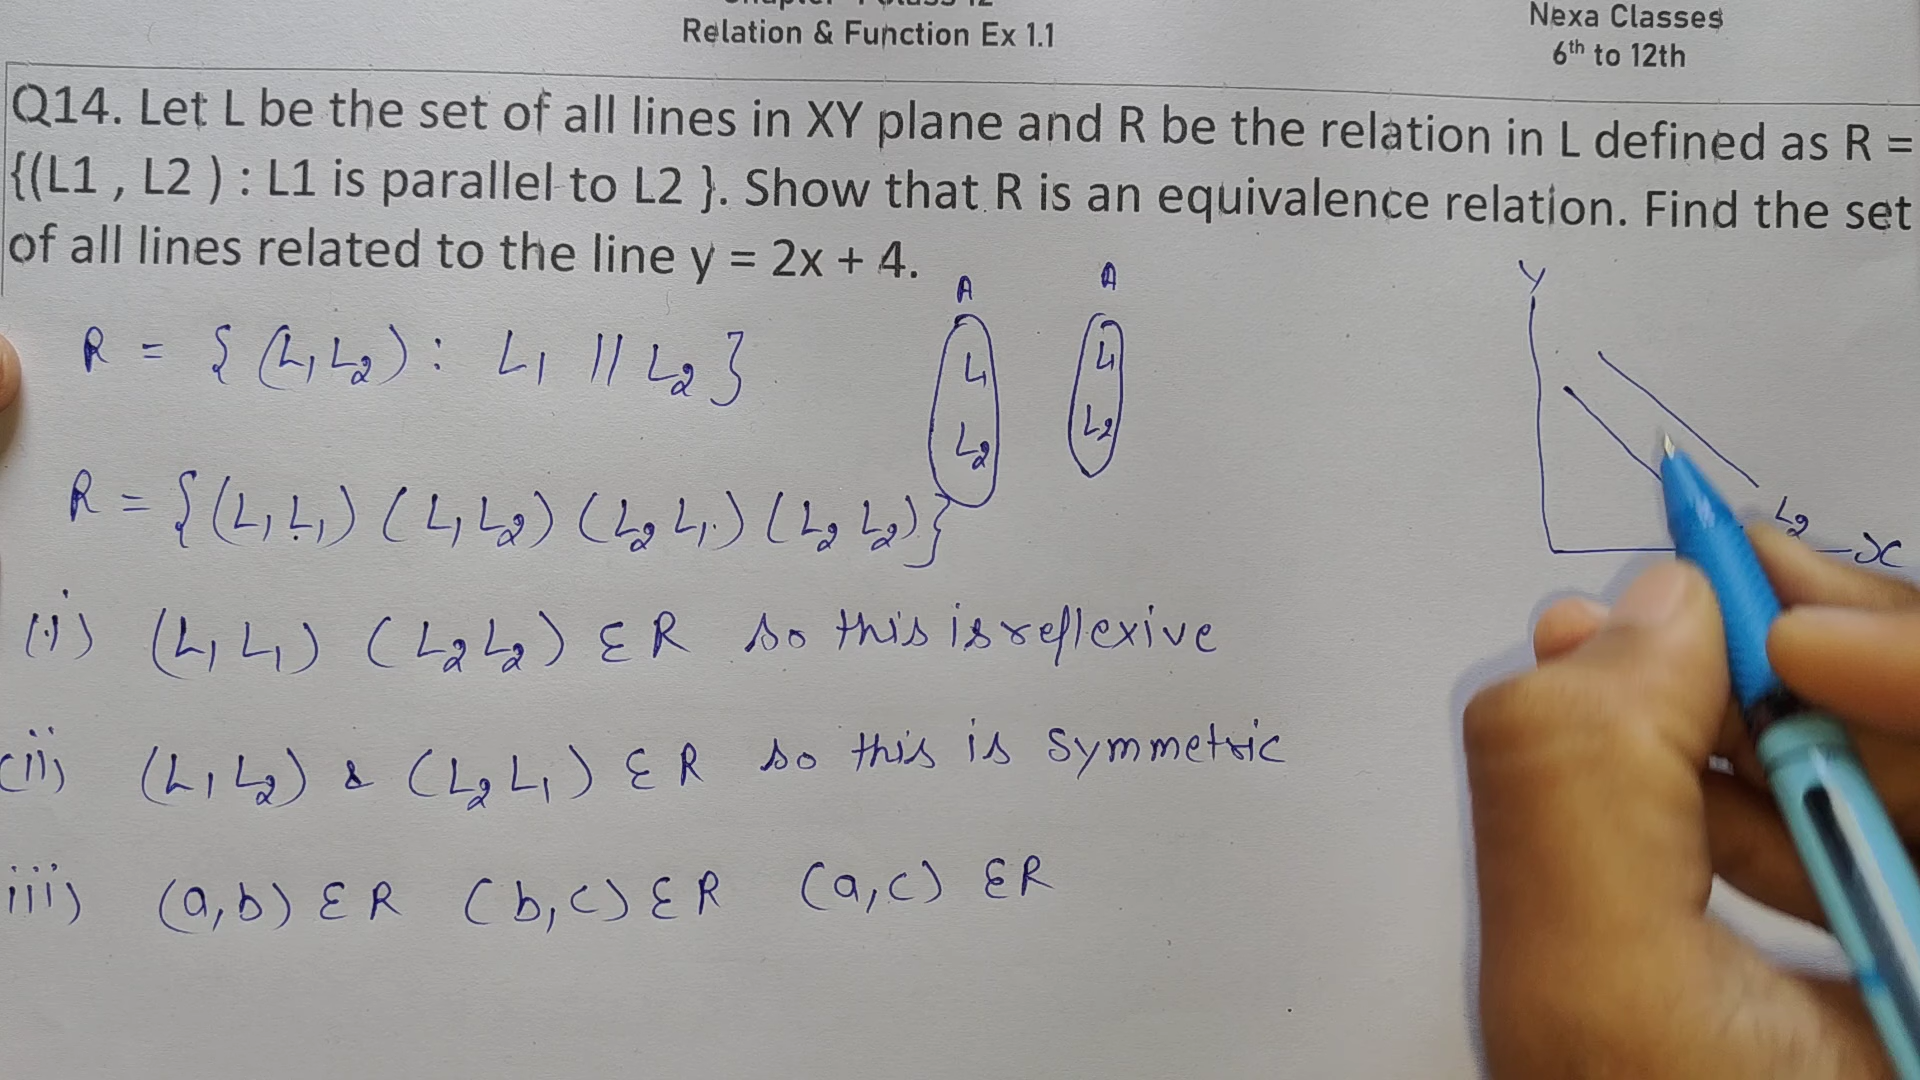 Relation & Function Ex 1.1
Nexa Classes
6th to 12th
Q14. Let L be the set of all lines in XY plane and R be the relation in L defined as R =
{(L1 , L2 ) : L1 is parallel to L2 }. Show that R is an equivalence relation. Find the set
of all lines related to the line y = 2x + 4.
A A
R = { (L1 L2) : L1 || L2 }
L1 L1
L2 L2
R = {(L1 L1) (L1 L2) (L2 L1) (L2 L2)}
(i) (L1 L1) (L2 L2) ∈ R so this is reflexive
(ii) (L1 L2) & (L2 L1) ∈ R so this is symmetric
iii) (a,b) ∈ R (b,c) ∈ R (a,c) ∈ R
Y
L2
x